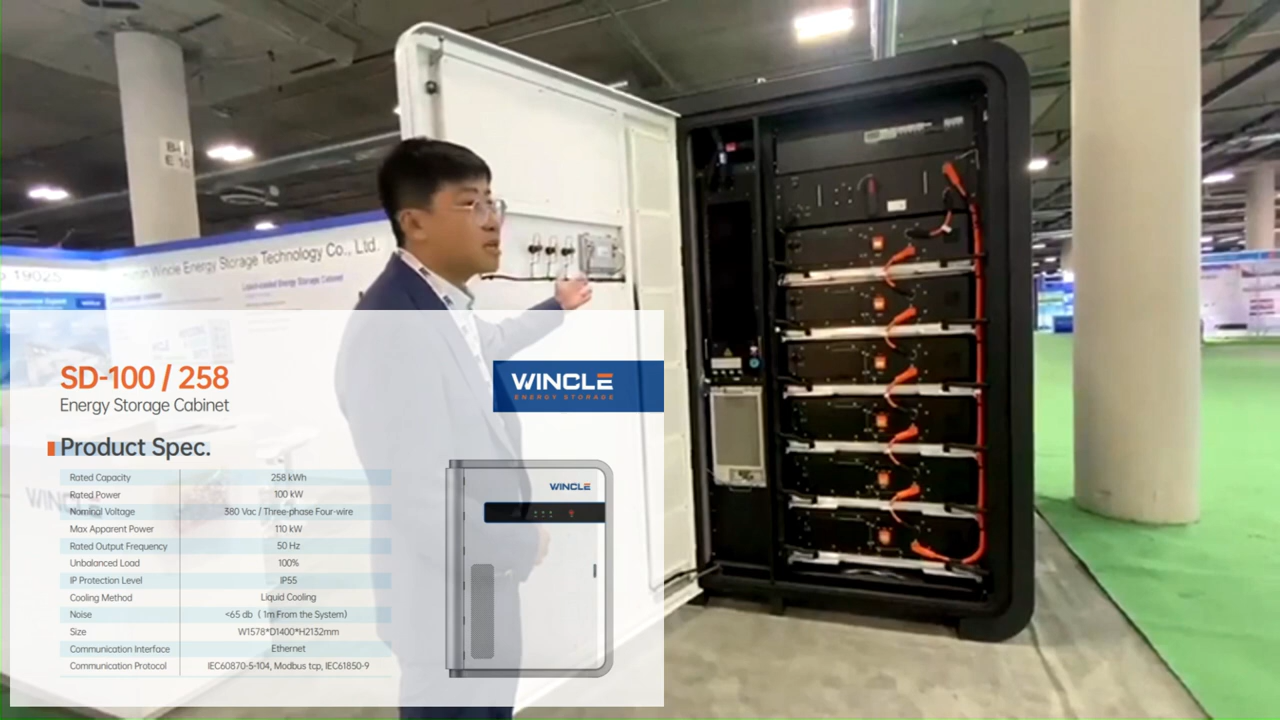 19025
Wincle Energy Storage Technology Co., Ltd.
Energy Storage Cabinet
SD-100 / 258
Energy Storage Cabinet
WINCLE
ENERGY STORAGE
Product Spec.
Rated Capacity 258 kWh
Rated Power 100 kW
Nominal Voltage 380 Vac / Three-phase Four-wire
Max Apparent Power 110 kW
Rated Output Frequency 50 Hz
Unbalanced Load 100%
IP Protection Level IP55
Cooling Method Liquid Cooling
Noise <65 db ( 1m From the System)
Size W1578*D1400*H2132mm
Communication Interface Ethernet
Communication Protocol IEC60870-5-104, Modbus tcp, IEC61850-9
WINCLE